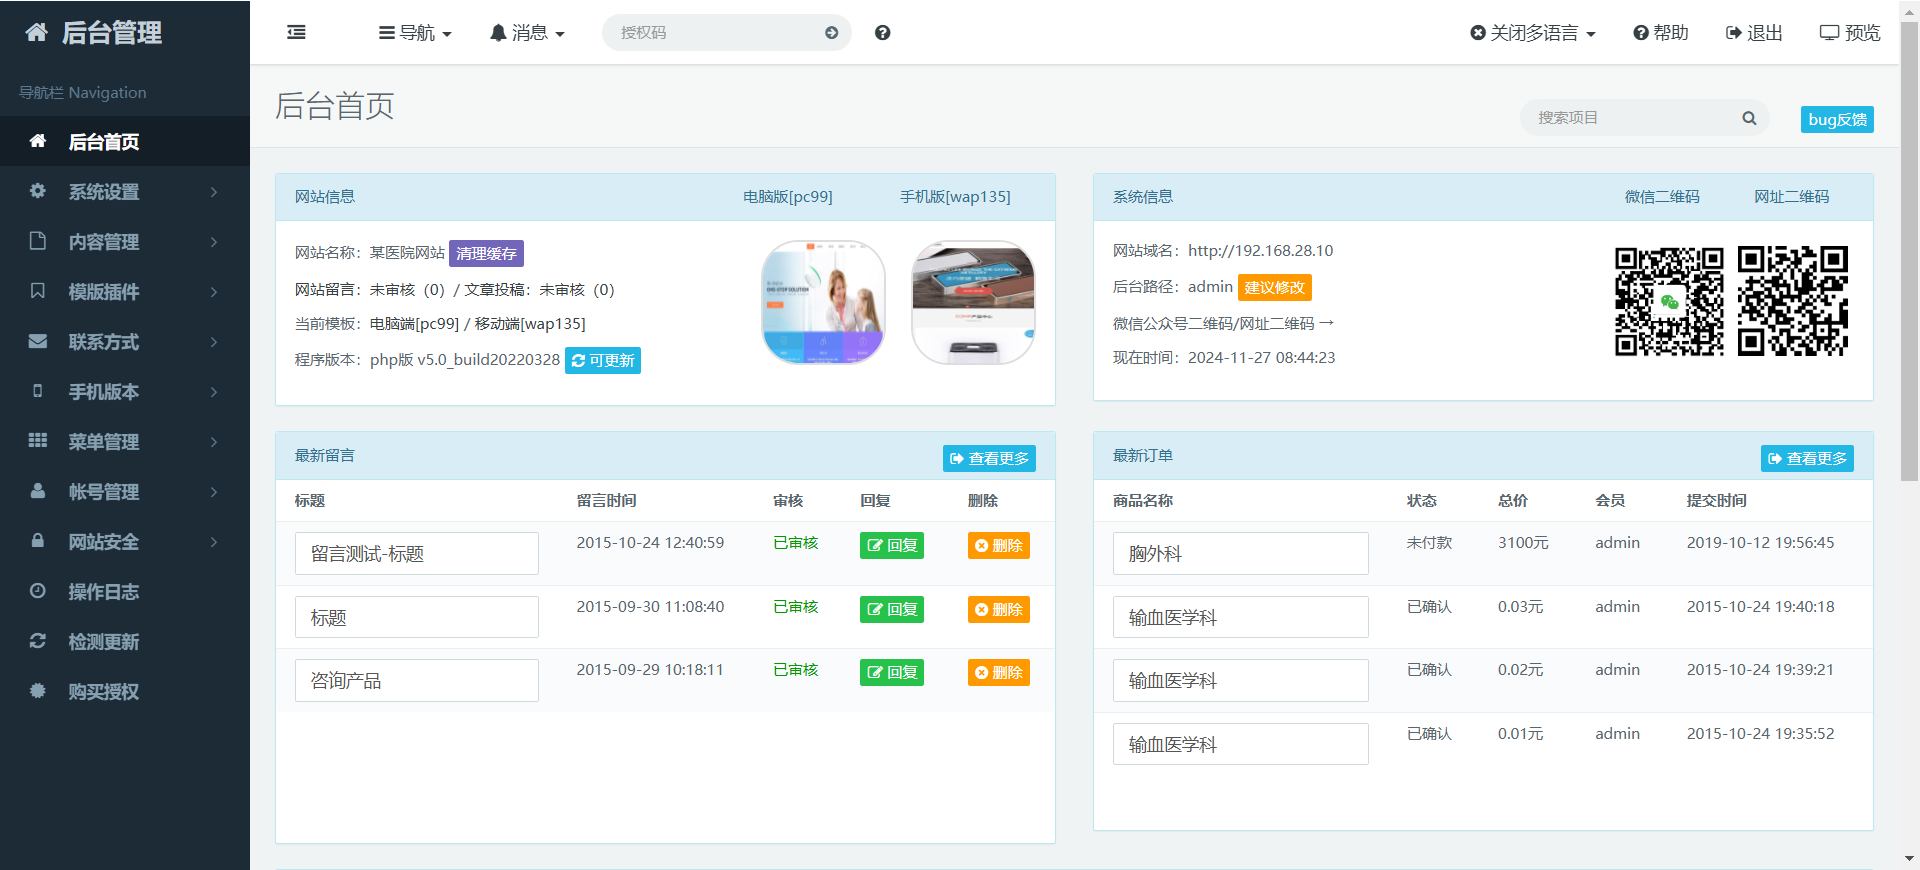 后台管理
导航 消息 授权码 关闭多语言 帮助 退出 预览
导航栏 Navigation
后台首页
系统设置
内容管理
模版插件
联系方式
手机版本
菜单管理
帐号管理
网站安全
操作日志
检测更新
购买授权
后台首页
搜索项目 bug反馈
网站信息 电脑版[pc99] 手机版[wap135]
网站名称：某医院网站 清理缓存
网站留言：未审核（0）/ 文章投稿：未审核（0）
当前模板：电脑端[pc99] / 移动端[wap135]
程序版本：php版 v5.0_build20220328 可更新
系统信息 微信二维码 网址二维码
网站域名：http://192.168.28.10
后台路径：admin 建议修改
微信公众号二维码/网址二维码 →
现在时间：2024-11-27 08:44:23
最新留言 查看更多
标题 留言时间 审核 回复 删除
留言测试-标题 2015-10-24 12:40:59 已审核 回复 删除
标题 2015-09-30 11:08:40 已审核 回复 删除
咨询产品 2015-09-29 10:18:11 已审核 回复 删除
最新订单 查看更多
商品名称 状态 总价 会员 提交时间
胸外科 未付款 3100元 admin 2019-10-12 19:56:45
输血医学科 已确认 0.03元 admin 2015-10-24 19:40:18
输血医学科 已确认 0.02元 admin 2015-10-24 19:39:21
输血医学科 已确认 0.01元 admin 2015-10-24 19:35:52